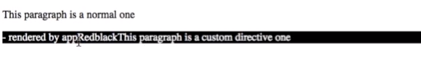 This paragraph is a normal one
- rendered by appRedblackThis paragraph is a custom directive one